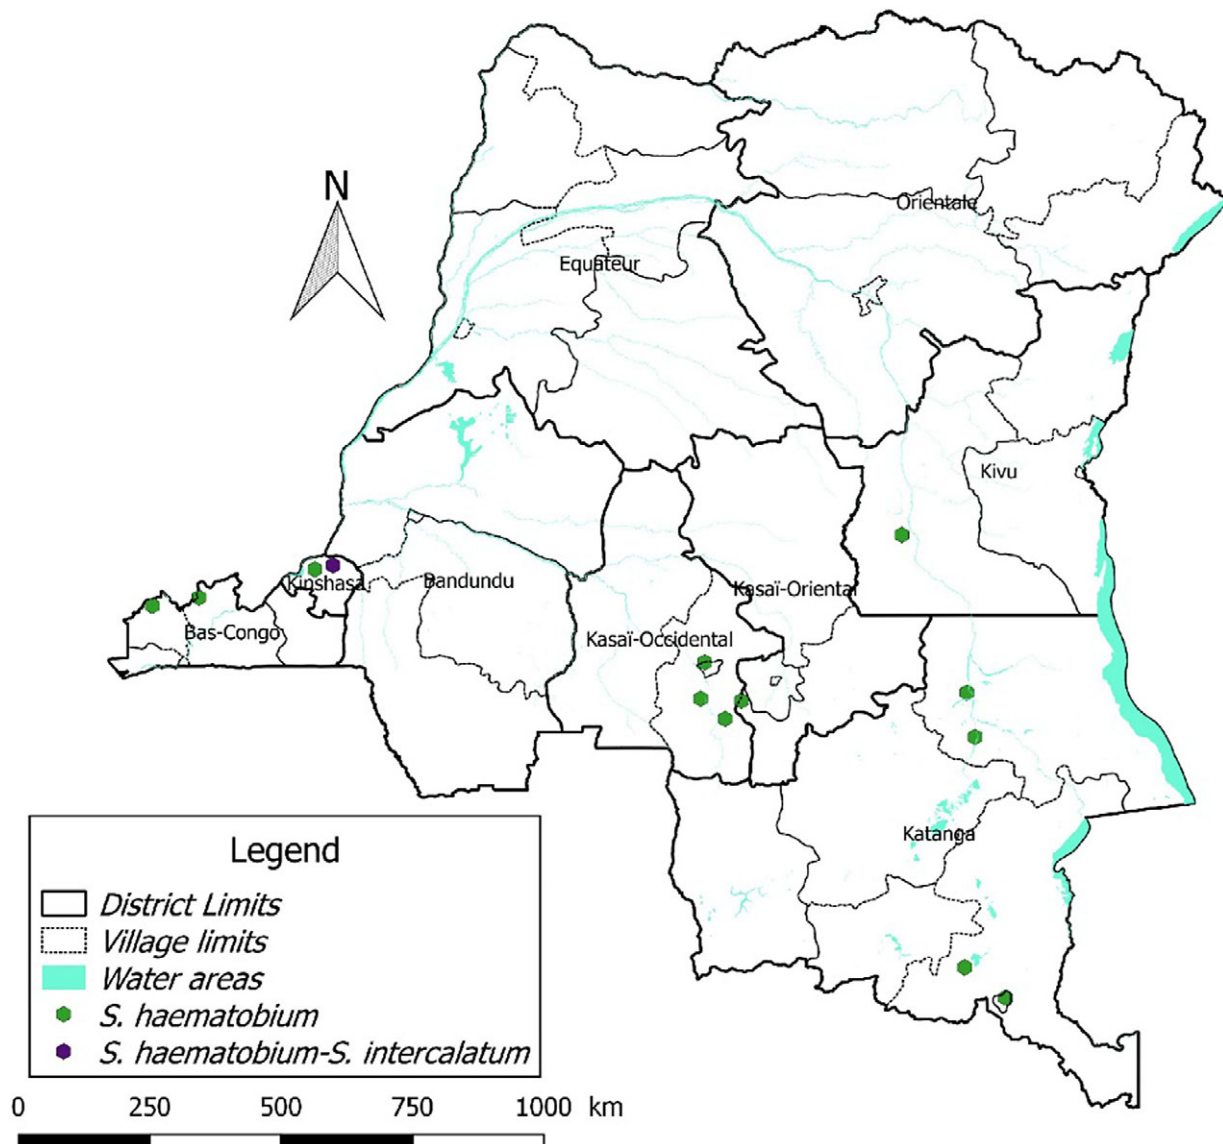 N
Orientale
Equateur
Kivu
Kinshasa
Bandundu
Kasaï-Oriental
Bas-Congo
Kasaï-Occidental
Katanga
Legend
District Limits
Village limits
Water areas
S. haematobium
S. haematobium-S. intercalatum
0 250 500 750 1000 km